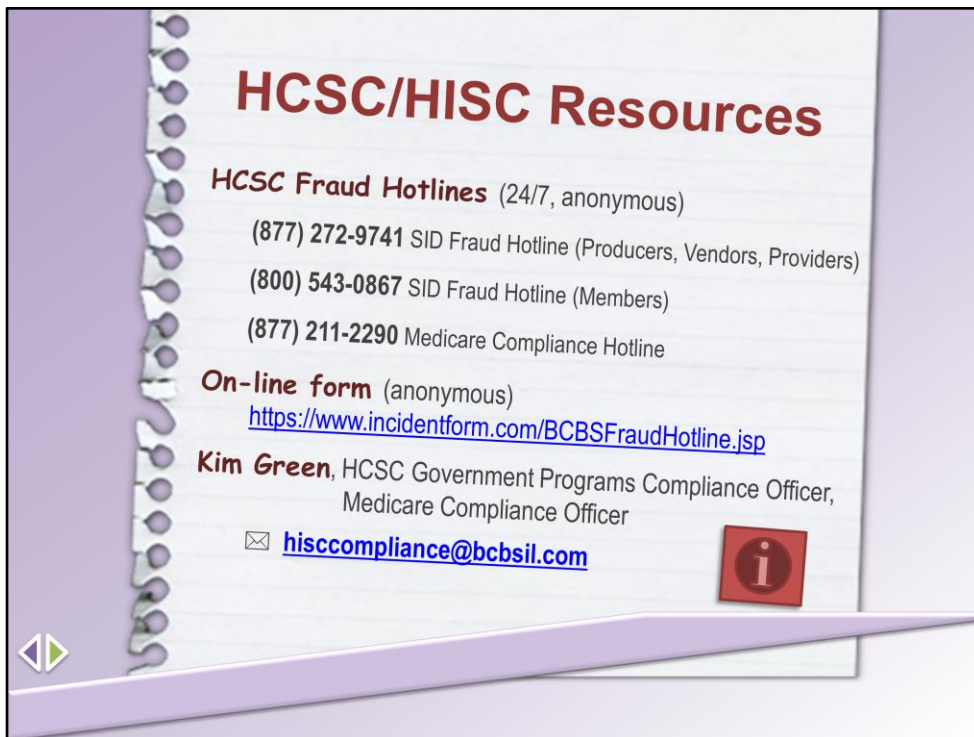 HCSC/HISC Resources
HCSC Fraud Hotlines (24/7, anonymous)
(877) 272-9741 SID Fraud Hotline (Producers, Vendors, Providers)
(800) 543-0867 SID Fraud Hotline (Members)
(877) 211-2290 Medicare Compliance Hotline
On-line form (anonymous)
https://www.incidentform.com/BCBSFraudHotline.jsp
Kim Green, HCSC Government Programs Compliance Officer,
Medicare Compliance Officer
hisccompliance@bcbsil.com
i